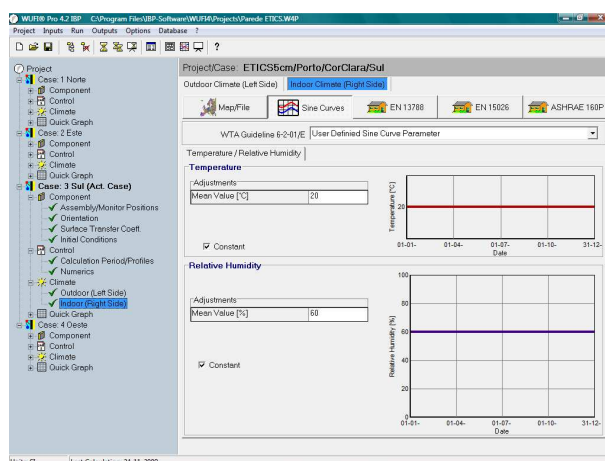 WUFI® Pro 4.2 IBP C:\Program Files\IBP-Software\WUFI4\Projects\Parede ETICS.W4P
Project Inputs Run Outputs Options Database ?
Project
Case: 1 Norte
Component
Control
Climate
Quick Graph
Case: 2 Este
Component
Control
Climate
Quick Graph
Case: 3 Sul (Act. Case)
Component
Assembly/Monitor Positions
Orientation
Surface Transfer Coeff.
Initial Conditions
Control
Calculation Period/Profiles
Numerics
Climate
Outdoor (Left Side)
Indoor (Right Side)
Quick Graph
Case: 4 Oeste
Component
Control
Climate
Quick Graph
Project/Case: ETICS5cm/Porto/CorClara/Sul
Outdoor Climate (Left Side) Indoor Climate (Right Side)
Map/File Sine Curves EN 13788 EN 15026 ASHRAE 160P
WTA Guideline 6-2-01/E User Definied Sine Curve Parameter
Temperature / Relative Humidity
Temperature
Adjustments
Mean Value [°C] 20
Constant
Temperature [°C]
20
01-01- 01-04- 01-07- 01-10- 31-12-
Date
Relative Humidity
Adjustments
Mean Value [%] 60
Constant
Relative Humidity [%]
100
80
60
40
20
0
01-01- 01-04- 01-07- 01-10- 31-12-
Date